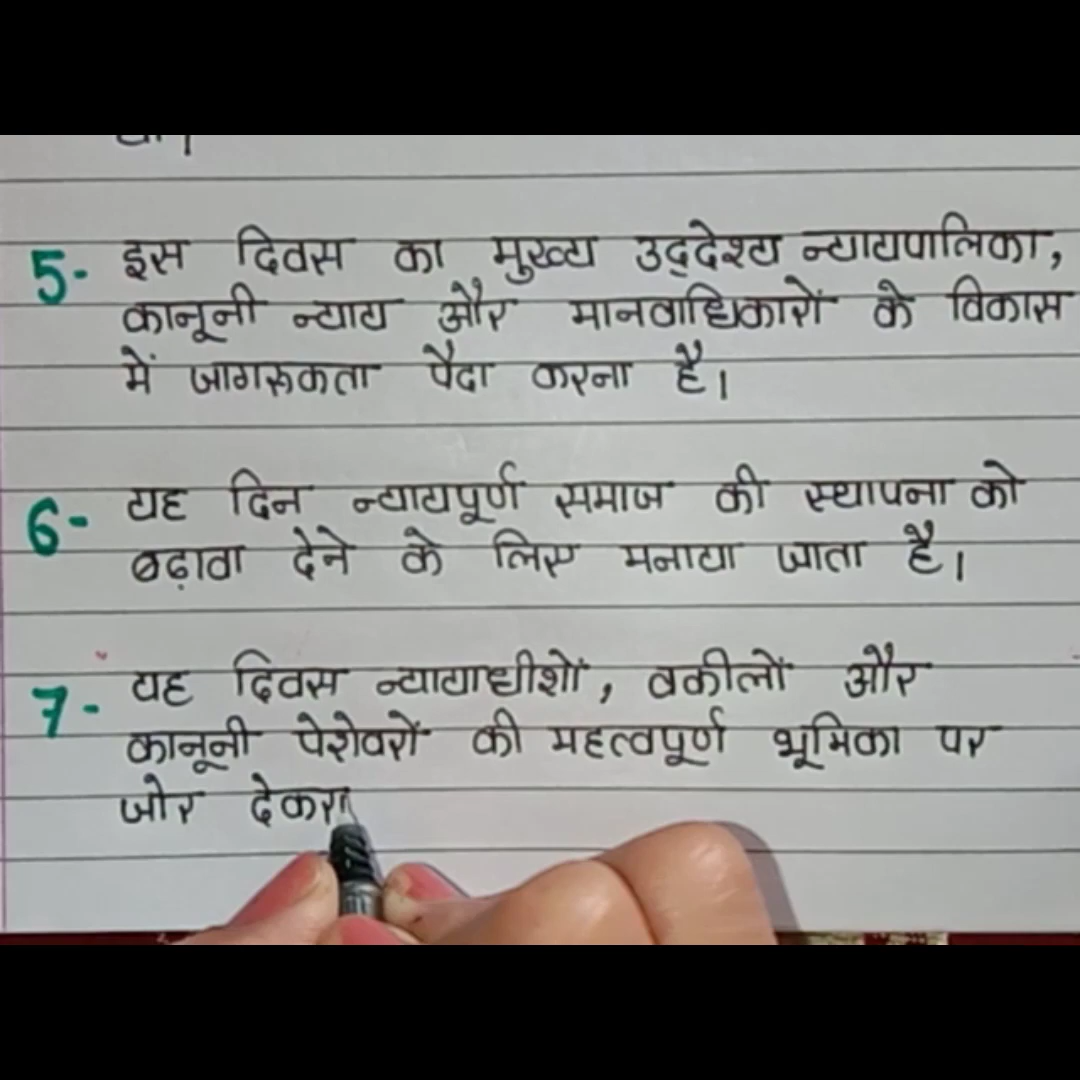 5- इस दिवस का मुख्य उद्देश्य न्यायपालिका,
कानूनी न्याय और मानवाधिकारों के विकास
में जागरुकता पैदा करना है।
6- यह दिन न्यायपूर्ण समाज की स्थापना को
बढ़ावा देने के लिए मनाया जाता है।
7- यह दिवस न्यायाधीशों, वकीलों और
कानूनी पेशेवरों की महत्वपूर्ण भूमिका पर
जोर देकर